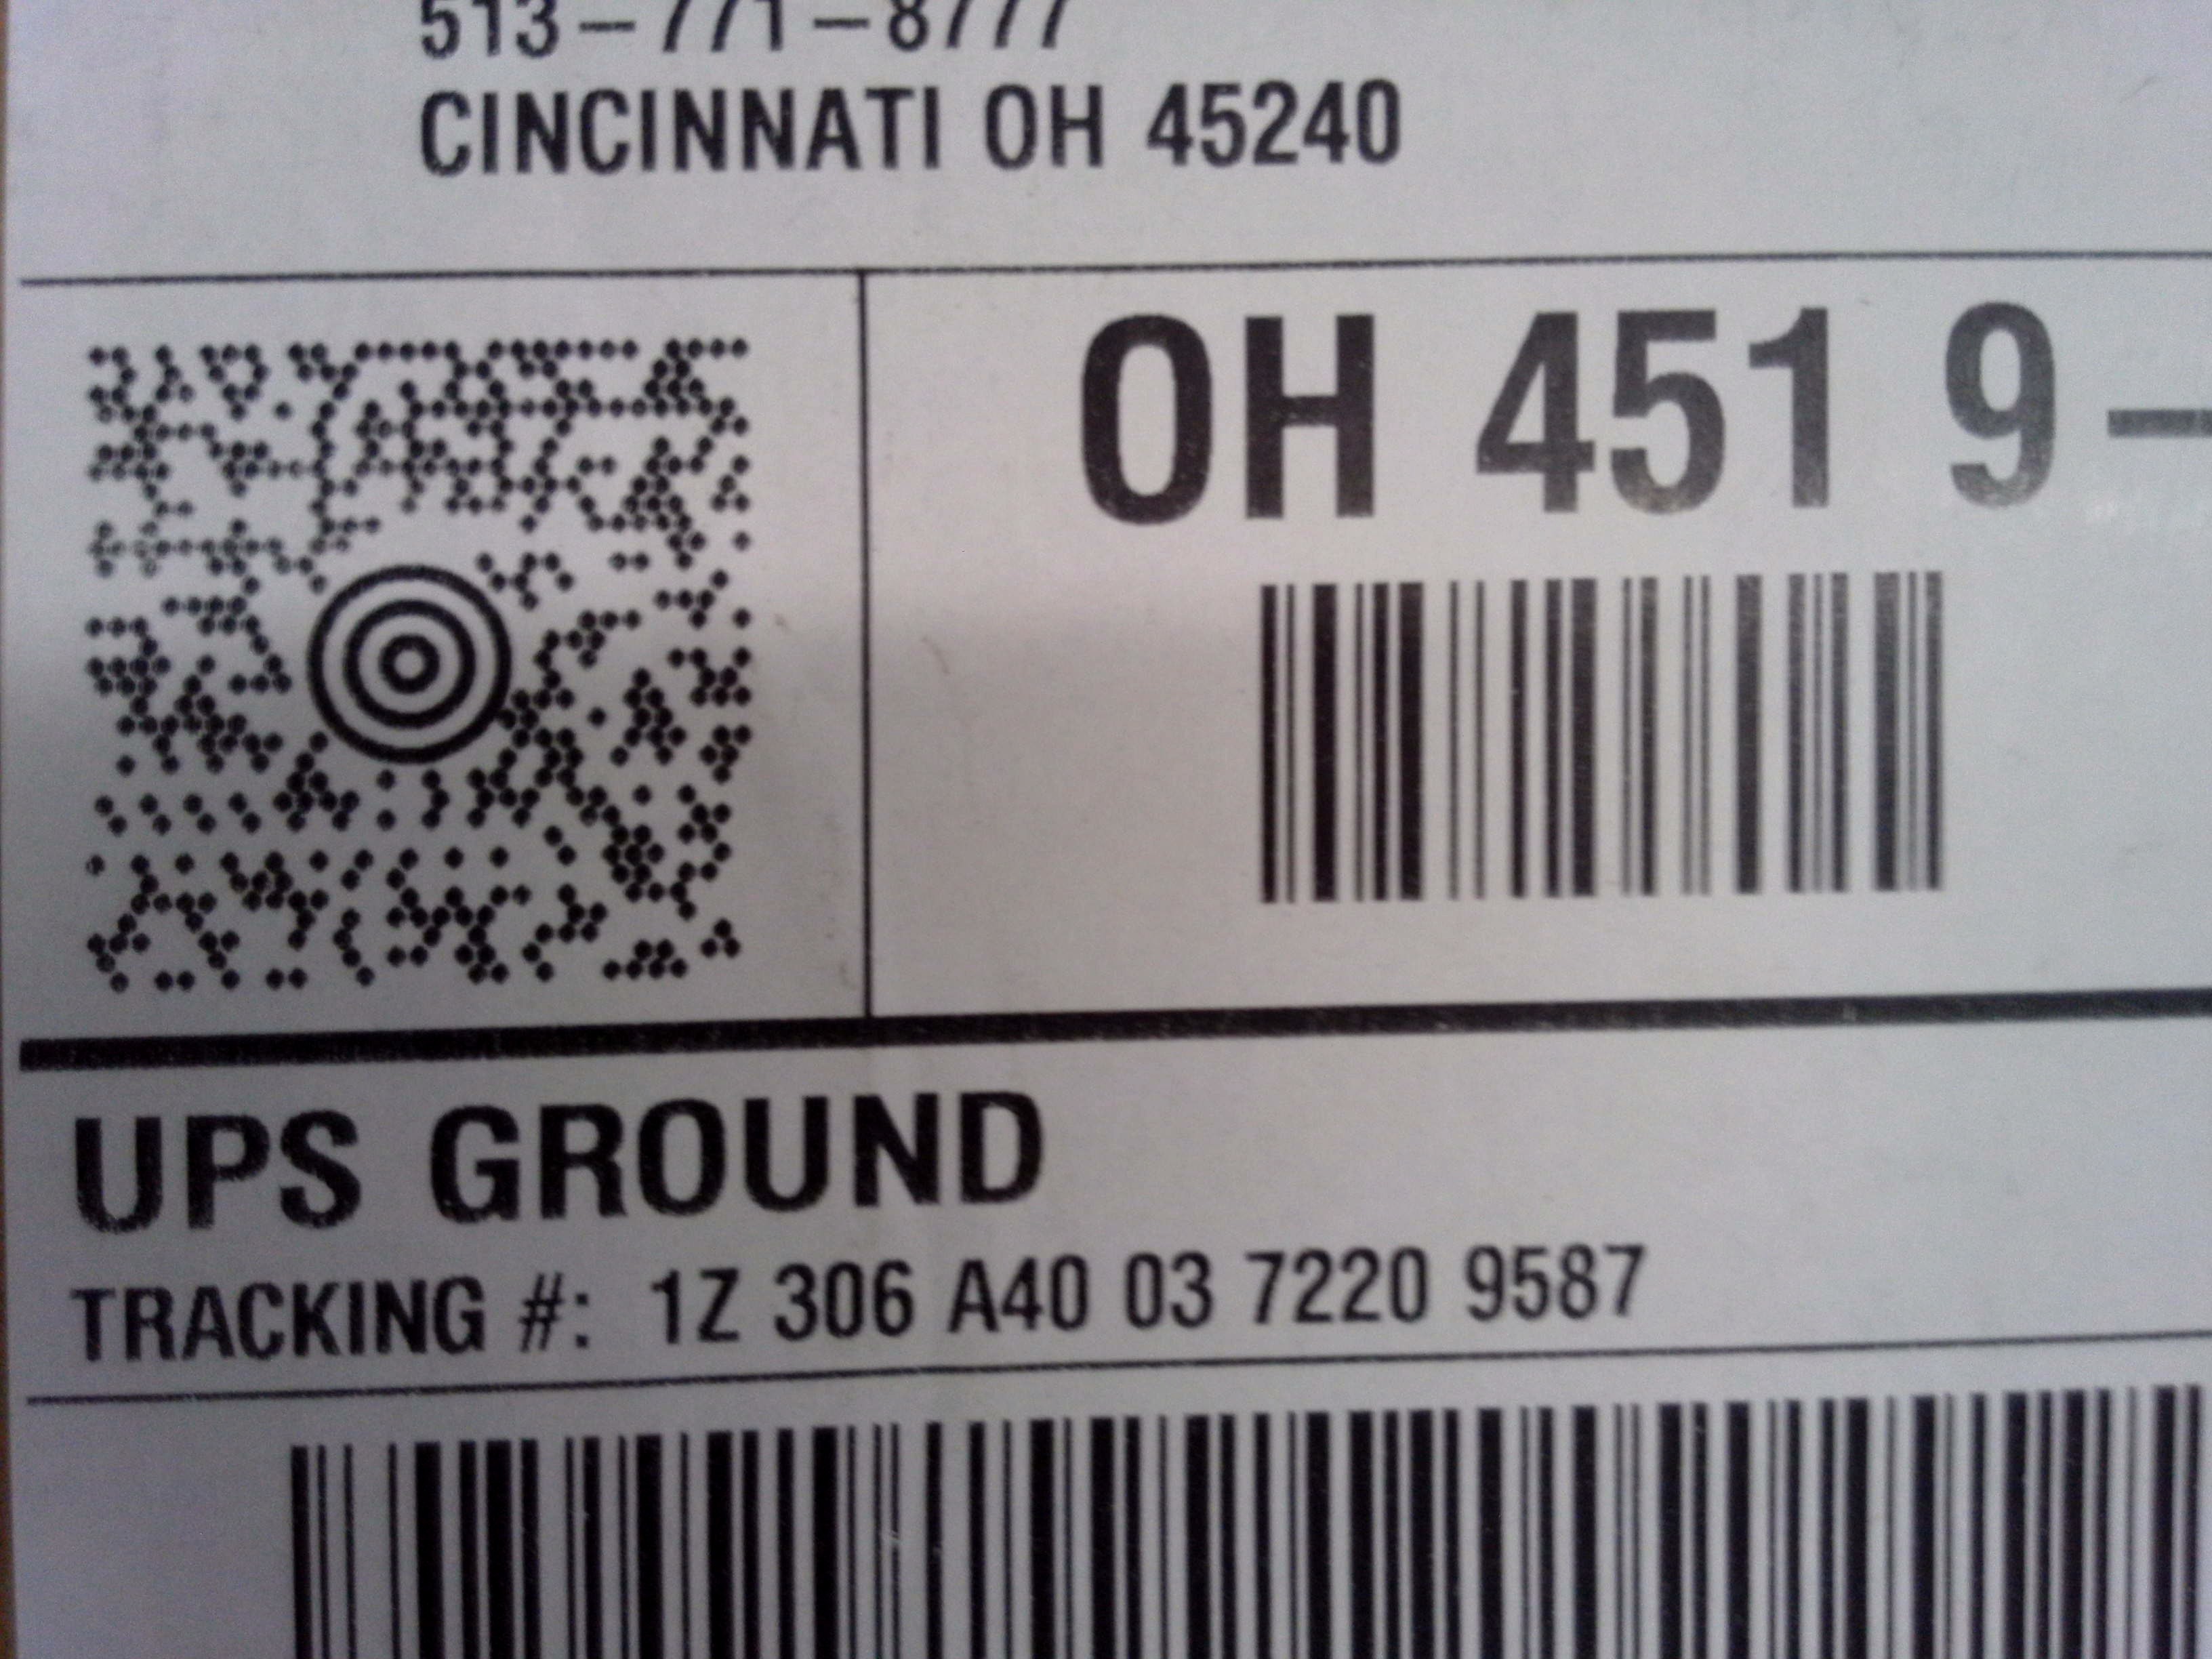 513-771-8777
CINCINNATI OH 45240
OH 451 9-
UPS GROUND
TRACKING #: 1Z 306 A40 03 7220 9587